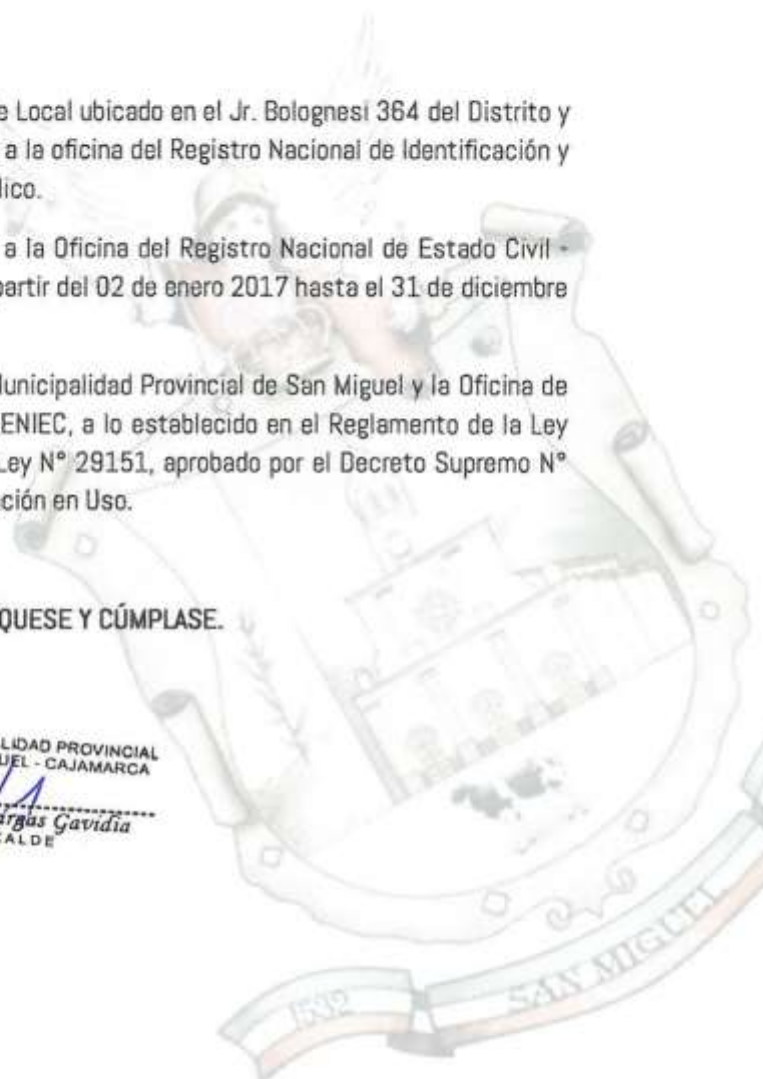 e Local ubicado en el Jr. Bolognesi 364 del Distrito y
a la oficina del Registro Nacional de Identificación y
lico.
a la Oficina del Registro Nacional de Estado Civil -
partir del 02 de enero 2017 hasta el 31 de diciembre
Municipalidad Provincial de San Miguel y la Oficina de
ENIEC, a lo establecido en el Reglamento de la Ley
Ley N° 29151, aprobado por el Decreto Supremo N°
ción en Uso.
QUESE Y CÚMPLASE.
LIDAD PROVINCIAL
UEL - CAJAMARCA
argas Gavidia
CALDE
1532
SAN MIGUEL